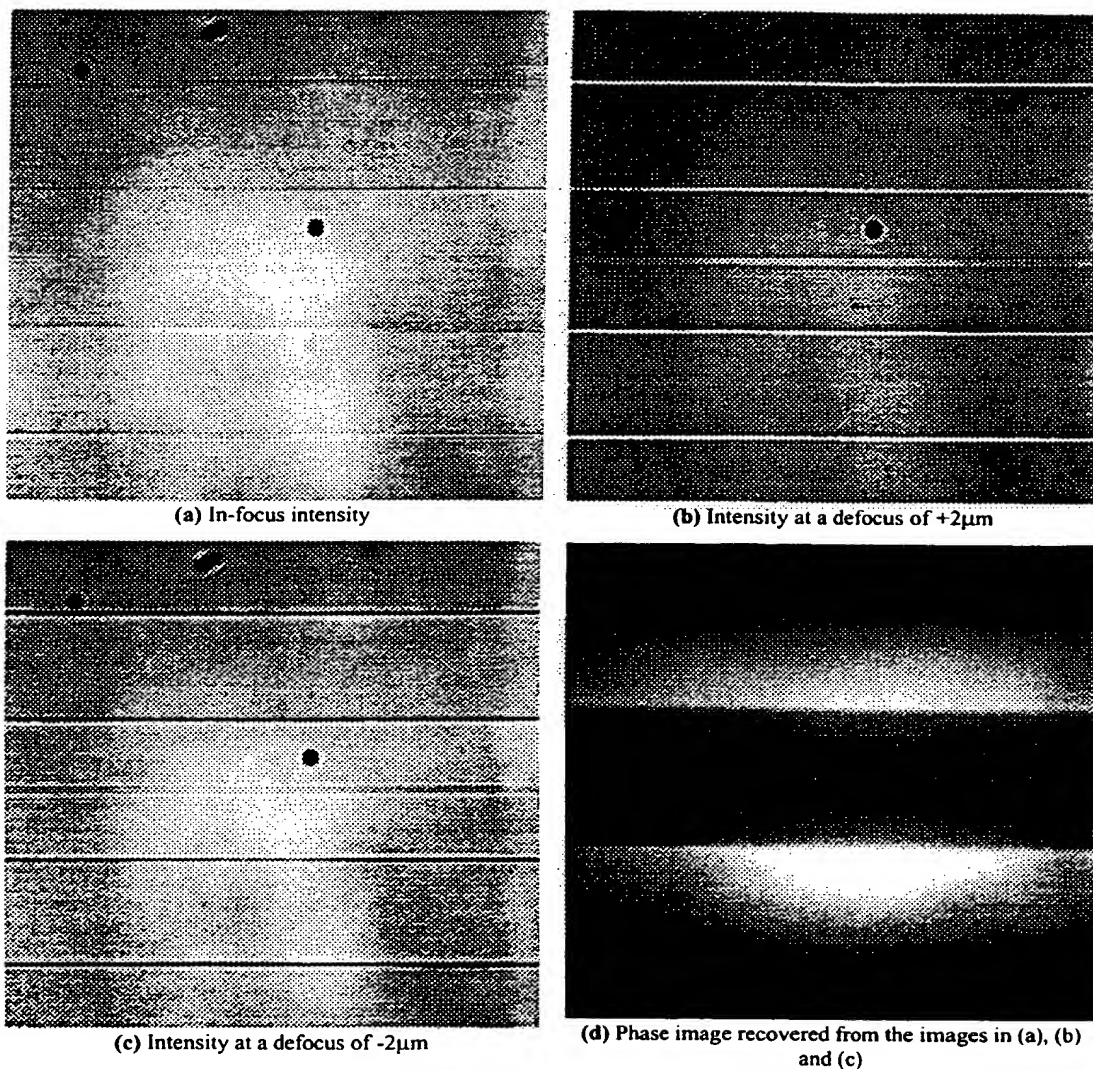 (a) In-focus intensity
(b) Intensity at a defocus of +2μm
(c) Intensity at a defocus of -2μm
(d) Phase image recovered from the images in (a), (b)
and (c)